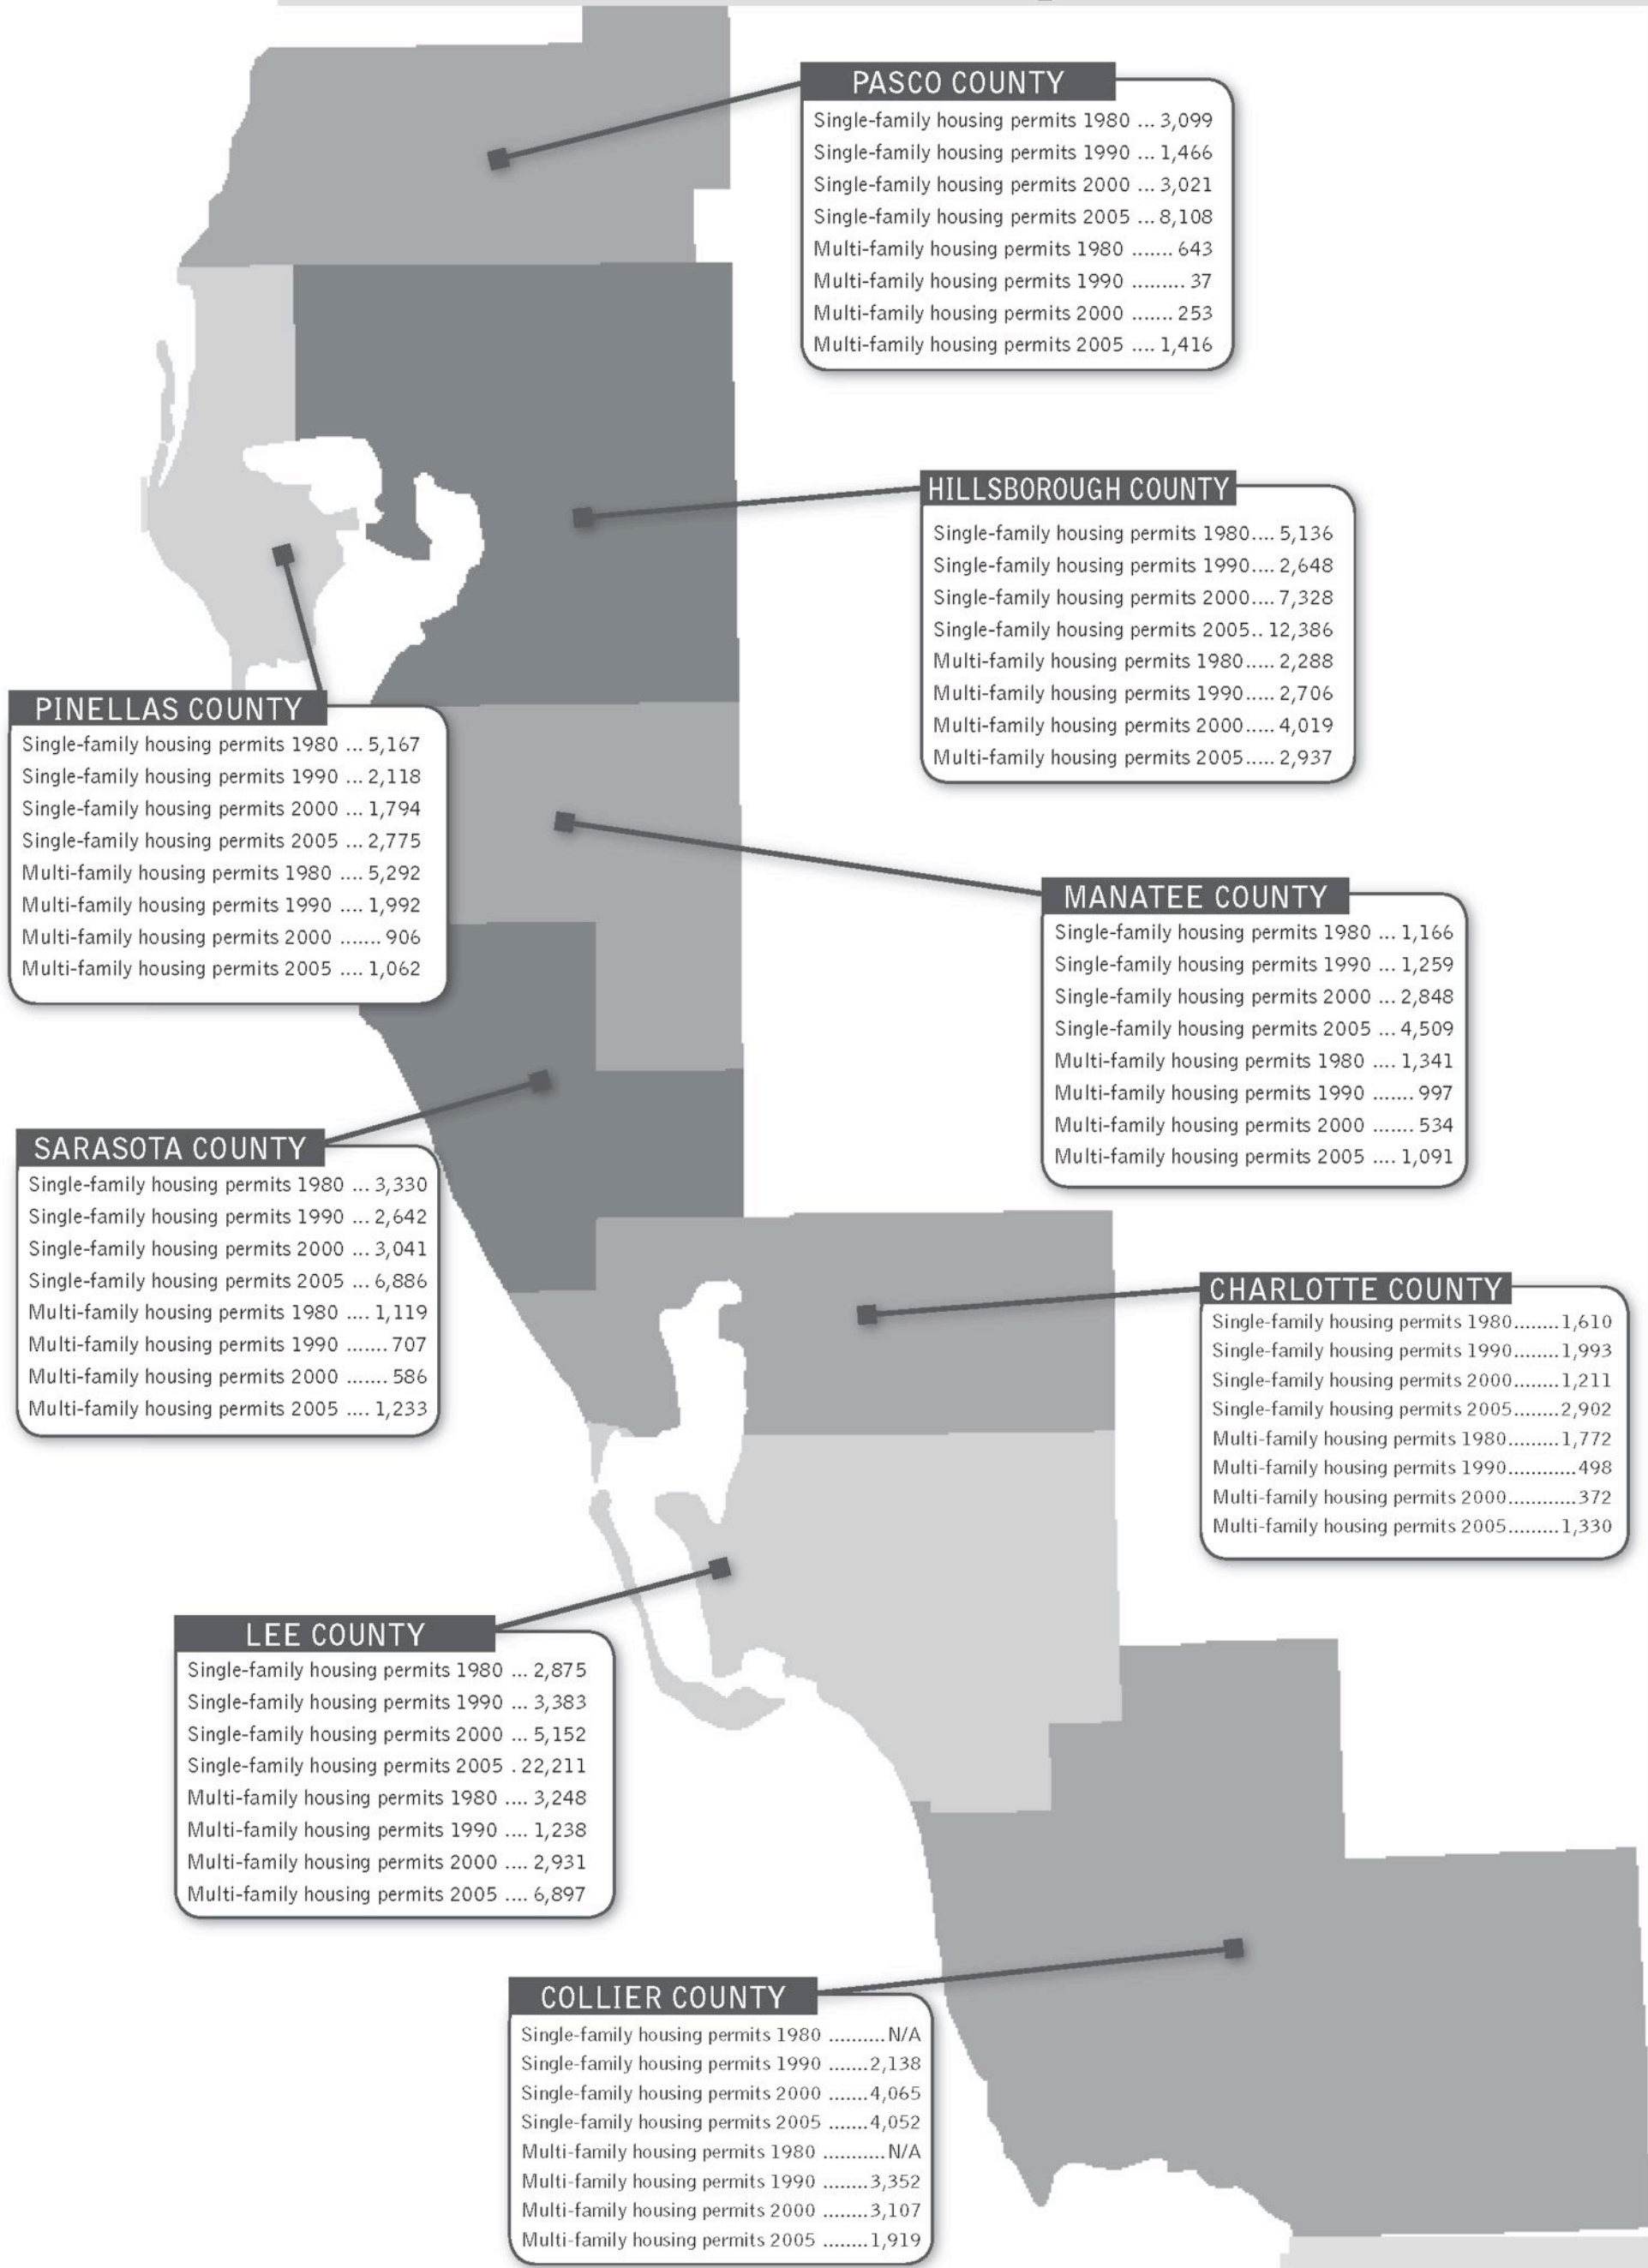 PASCO COUNTY
Single-family housing permits 1980 ... 3,099
Single-family housing permits 1990 ... 1,466
Single-family housing permits 2000 ... 3,021
Single-family housing permits 2005 ... 8,108
Multi-family housing permits 1980 ....... 643
Multi-family housing permits 1990 ......... 37
Multi-family housing permits 2000 ....... 253
Multi-family housing permits 2005 .... 1,416
HILLSBOROUGH COUNTY
Single-family housing permits 1980.... 5,136
Single-family housing permits 1990.... 2,648
Single-family housing permits 2000.... 7,328
Single-family housing permits 2005.. 12,386
Multi-family housing permits 1980..... 2,288
Multi-family housing permits 1990..... 2,706
Multi-family housing permits 2000..... 4,019
Multi-family housing permits 2005..... 2,937
PINELLAS COUNTY
Single-family housing permits 1980 ... 5,167
Single-family housing permits 1990 ... 2,118
Single-family housing permits 2000 ... 1,794
Single-family housing permits 2005 ... 2,775
Multi-family housing permits 1980 .... 5,292
Multi-family housing permits 1990 .... 1,992
Multi-family housing permits 2000 ....... 906
Multi-family housing permits 2005 .... 1,062
MANATEE COUNTY
Single-family housing permits 1980 ... 1,166
Single-family housing permits 1990 ... 1,259
Single-family housing permits 2000 ... 2,848
Single-family housing permits 2005 ... 4,509
Multi-family housing permits 1980 .... 1,341
Multi-family housing permits 1990 ....... 997
Multi-family housing permits 2000 ....... 534
Multi-family housing permits 2005 .... 1,091
SARASOTA COUNTY
Single-family housing permits 1980 ... 3,330
Single-family housing permits 1990 ... 2,642
Single-family housing permits 2000 ... 3,041
Single-family housing permits 2005 ... 6,886
Multi-family housing permits 1980 .... 1,119
Multi-family housing permits 1990 ....... 707
Multi-family housing permits 2000 ....... 586
Multi-family housing permits 2005 .... 1,233
CHARLOTTE COUNTY
Single-family housing permits 1980........1,610
Single-family housing permits 1990........1,993
Single-family housing permits 2000........1,211
Single-family housing permits 2005........2,902
Multi-family housing permits 1980.........1,772
Multi-family housing permits 1990............498
Multi-family housing permits 2000............372
Multi-family housing permits 2005.........1,330
LEE COUNTY
Single-family housing permits 1980 ... 2,875
Single-family housing permits 1990 ... 3,383
Single-family housing permits 2000 ... 5,152
Single-family housing permits 2005 . 22,211
Multi-family housing permits 1980 .... 3,248
Multi-family housing permits 1990 .... 1,238
Multi-family housing permits 2000 .... 2,931
Multi-family housing permits 2005 .... 6,897
COLLIER COUNTY
Single-family housing permits 1980 ..........N/A
Single-family housing permits 1990 .......2,138
Single-family housing permits 2000 .......4,065
Single-family housing permits 2005 .......4,052
Multi-family housing permits 1980 ...........N/A
Multi-family housing permits 1990 ........3,352
Multi-family housing permits 2000 ........3,107
Multi-family housing permits 2005 ........1,919